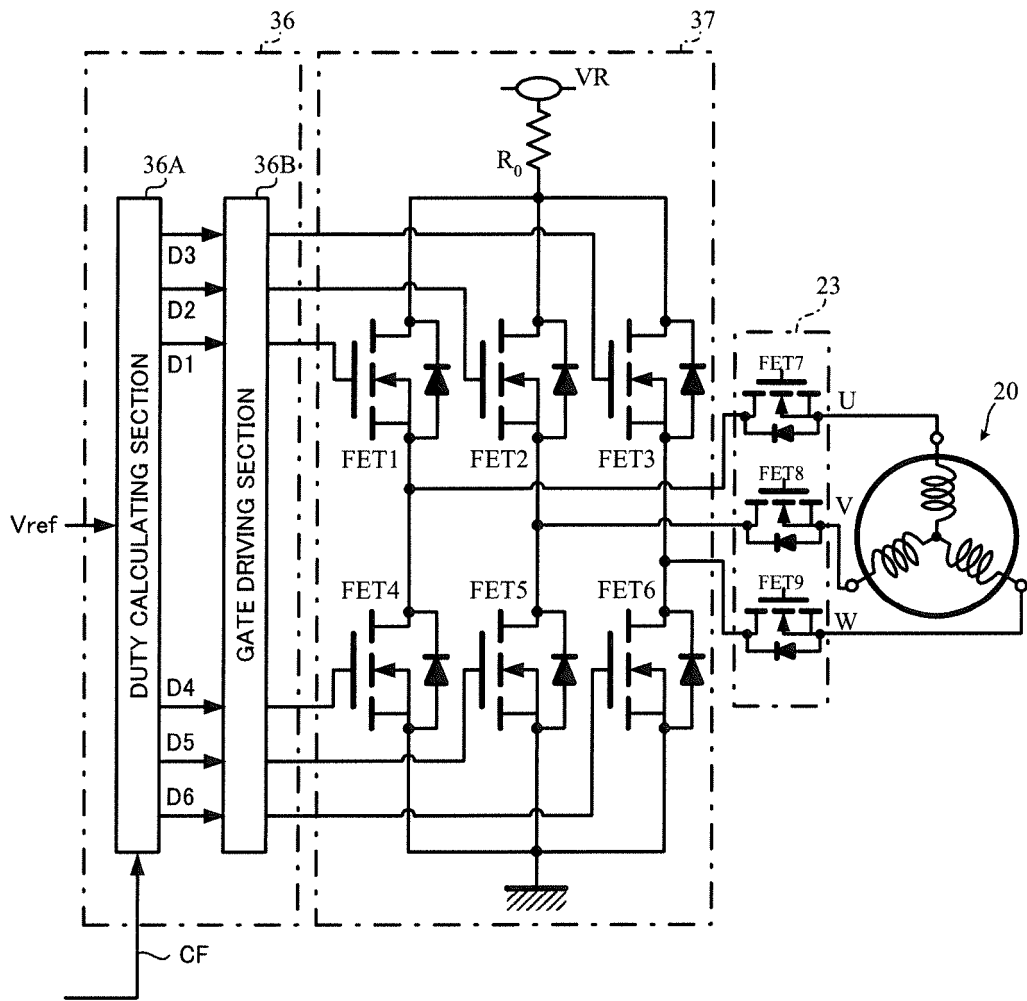 36
37
VR
R0
36A
36B
D3
D2
D1
23
FET7
U
20
FET1
FET2
FET3
FET8
V
Vref
DUTY CALCULATING SECTION
GATE DRIVING SECTION
FET4
FET5
FET6
FET9
W
D4
D5
D6
CF